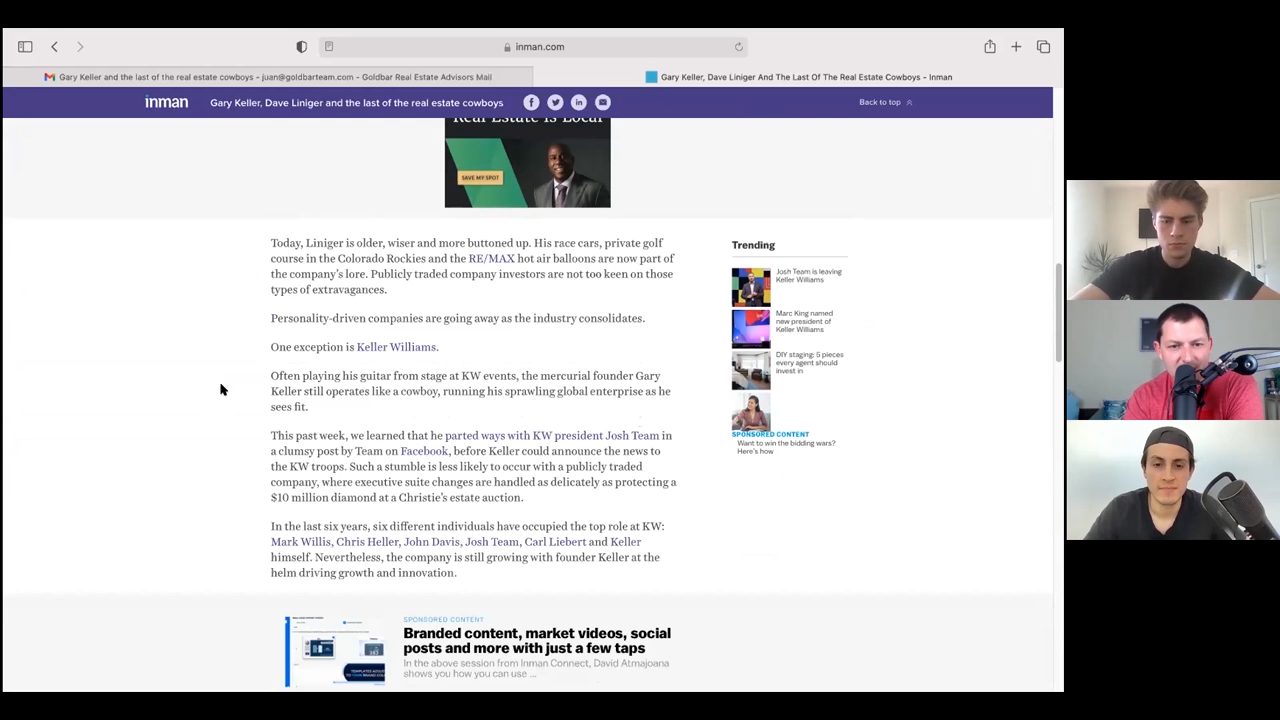 inman.com
Gary Keller and the last of the real estate cowboys - juan@goldbarteam.com - Goldbar Real Estate Advisors Mail
Gary Keller, Dave Liniger And The Last Of The Real Estate Cowboys - Inman
inman
Gary Keller, Dave Liniger and the last of the real estate cowboys
Back to top
Real Estate Is Local
SAVE MY SPOT
Today, Liniger is older, wiser and more buttoned up. His race cars, private golf
course in the Colorado Rockies and the RE/MAX hot air balloons are now part of
the company's lore. Publicly traded company investors are not too keen on those
types of extravagances.
Personality-driven companies are going away as the industry consolidates.
One exception is Keller Williams.
Often playing his guitar from stage at KW events, the mercurial founder Gary
Keller still operates like a cowboy, running his sprawling global enterprise as he
sees fit.
This past week, we learned that he parted ways with KW president Josh Team in
a clumsy post by Team on Facebook, before Keller could announce the news to
the KW troops. Such a stumble is less likely to occur with a publicly traded
company, where executive suite changes are handled as delicately as protecting a
$10 million diamond at a Christie's estate auction.
In the last six years, six different individuals have occupied the top role at KW:
Mark Willis, Chris Heller, John Davis, Josh Team, Carl Liebert and Keller
himself. Nevertheless, the company is still growing with founder Keller at the
helm driving growth and innovation.
Trending
Josh Team is leaving
Keller Williams
Marc King named
new president of
Keller Williams
DIY staging: 5 pieces
every agent should
invest in
SPONSORED CONTENT
Want to win the bidding wars?
Here's how
SPONSORED CONTENT
Branded content, market videos, social
posts and more with just a few taps
In the above session from Inman Connect, David Atmajoana
shows you how you can use ...